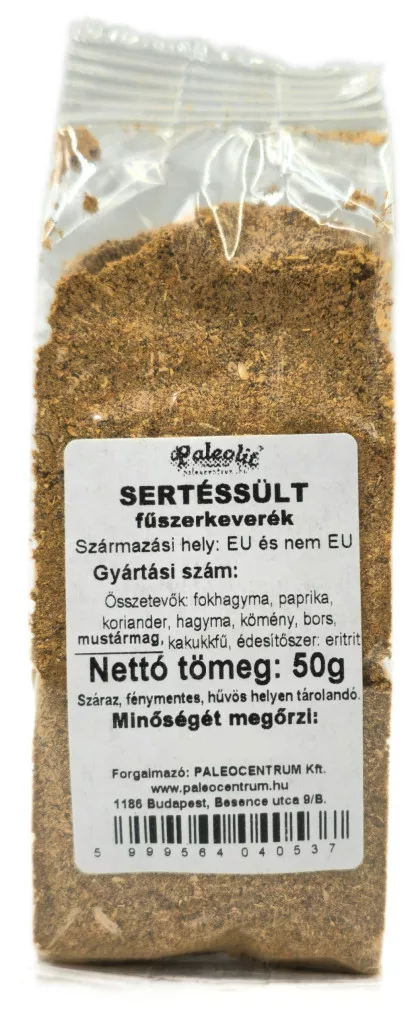 Paleolit
paleocentrum.hu
SERTÉSSÜLT
fűszerkeverék
Származási hely: EU és nem EU
Gyártási szám:
Összetevők: fokhagyma, paprika,
koriander, hagyma, kömény, bors,
mustármag, kakukkfű, édesítőszer: eritrit
Nettó tömeg: 50g
Száraz, fénymentes, hűvös helyen tárolandó.
Minőségét megőrzi:
Forgalmazó: PALEOCENTRUM Kft.
www.paleocentrum.hu
1186 Budapest, Besence utca 9/B.
5 999564 040537